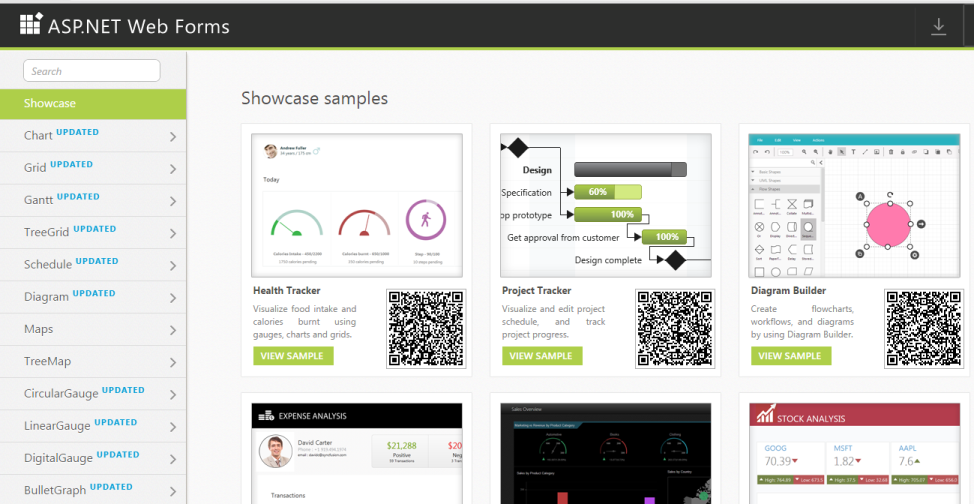 ASP.NET Web Forms
Search
Showcase
Chart UPDATED
Grid UPDATED
Gantt UPDATED
TreeGrid UPDATED
Schedule UPDATED
Diagram UPDATED
Maps
TreeMap
CircularGauge UPDATED
LinearGauge UPDATED
DigitalGauge UPDATED
BulletGraph UPDATED
Showcase samples
Andrew Fuller
Today
Health Tracker
Visualize food intake and
calories burnt using
gauges, charts and grids.
VIEW SAMPLE
Design
Specification
60%
op prototype
100%
Get approval from customer
100%
Design complete
Project Tracker
Visualize and edit project
schedule, and track
project progress.
VIEW SAMPLE
Diagram Builder
Create flowcharts,
workflows, and diagrams
by using Diagram Builder.
VIEW SAMPLE
EXPENSE ANALYSIS
David Carter
$21,288
Positive
$20
Neg
Transactions
Sales Overview
STOCK ANALYSIS
GOOG
70.39
MSFT
1.82
AAPL
7.6